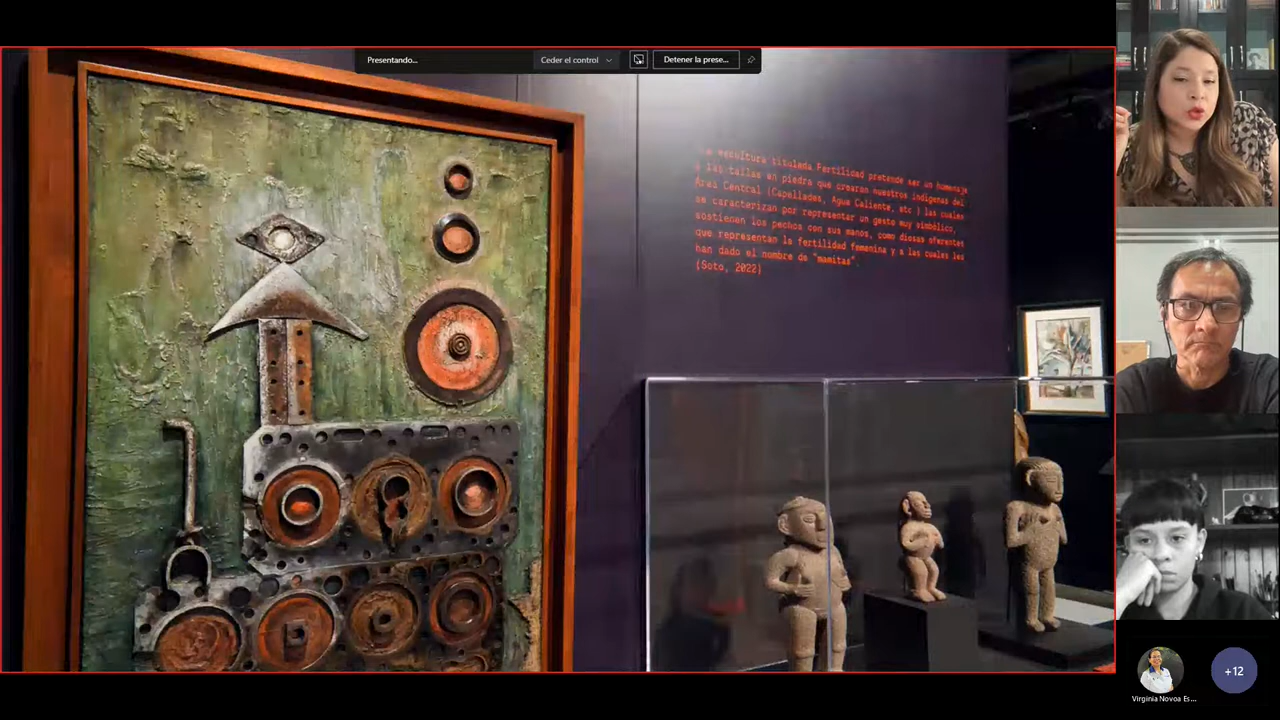 Presentando...
Ceder el control
Detener la prese...
La escultura titulada Fertilidad pretende ser un homenaje
a las tallas en piedra que crearon nuestros indígenas del
Área Central (Capellades, Agua Caliente, etc ) las cuales
se caracterizan por representar un gesto muy simbólico,
sostienen los pechos con sus manos, como diosas oferentes
que representan la fertilidad femenina y a las cuales les
han dado el nombre de "mamitas".
(Soto, 2022)
Virginia Novoa Es...
+12